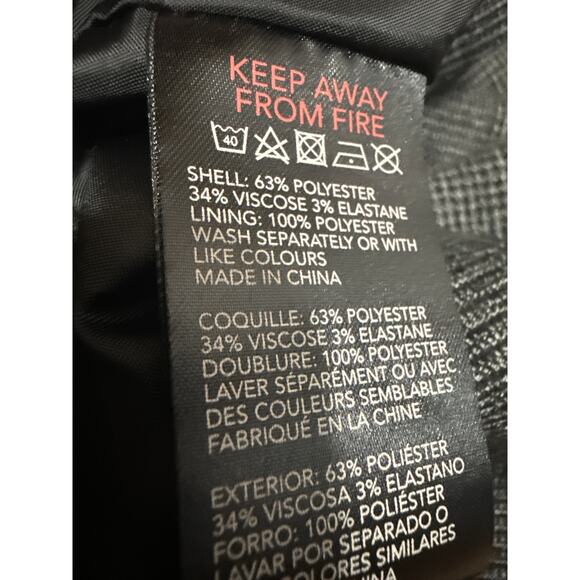 KEEP AWAY
FROM FIRE
40
SHELL: 63% POLYESTER
34% VISCOSE 3% ELASTANE
LINING: 100% POLYESTER
WASH SEPARATELY OR WITH
LIKE COLOURS
MADE IN CHINA
COQUILLE: 63% POLYESTER
34% VISCOSE 3% ELASTANE
DOUBLURE: 100% POLYESTER
LAVER SÉPARÉMENT OU AVEC
DES COULEURS SEMBLABLES
FABRIQUÉ EN LA CHINE
EXTERIOR: 63% POLIÉSTER
34% VISCOSA 3% ELASTANO
FORRO: 100% POLIÉSTER
LAVAR POR SEPARADO O
COLORES SIMILARES
CHINA